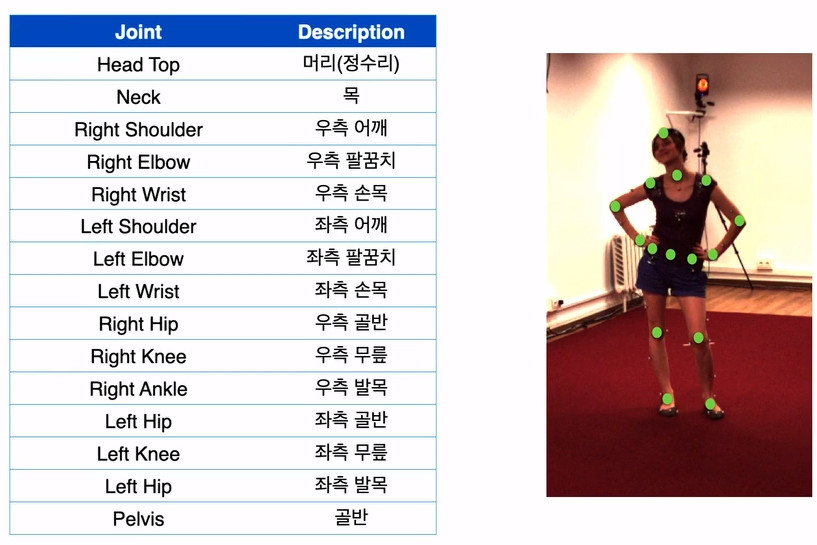 Joint Description
Head Top 머리(정수리)
Neck 목
Right Shoulder 우측 어깨
Right Elbow 우측 팔꿈치
Right Wrist 우측 손목
Left Shoulder 좌측 어깨
Left Elbow 좌측 팔꿈치
Left Wrist 좌측 손목
Right Hip 우측 골반
Right Knee 우측 무릎
Right Ankle 우측 발목
Left Hip 좌측 골반
Left Knee 좌측 무릎
Left Hip 좌측 발목
Pelvis 골반